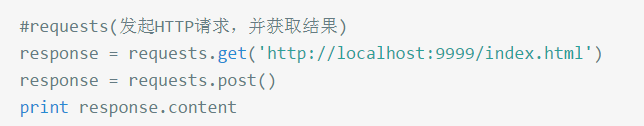 #requests(发起HTTP请求，并获取结果)
response = requests.get('http://localhost:9999/index.html')
response = requests.post()
print response.content